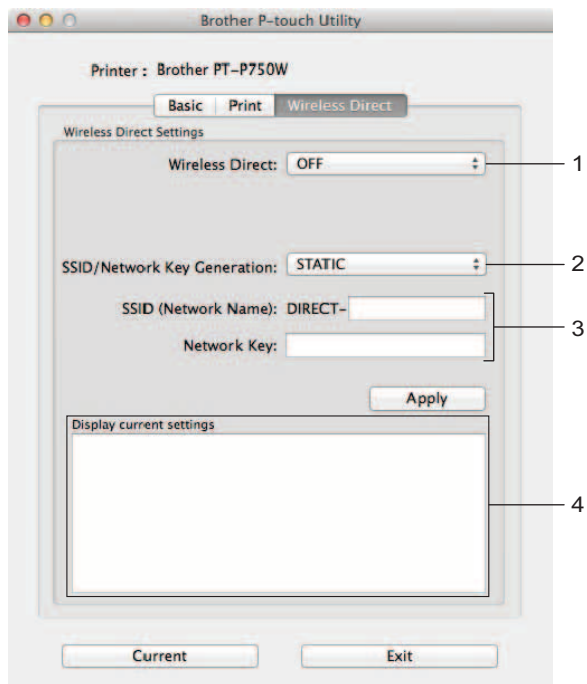 Brother P-touch Utility
Printer : Brother PT-P750W
Basic Print Wireless Direct
Wireless Direct Settings
Wireless Direct: OFF 1
SSID/Network Key Generation: STATIC 2
SSID (Network Name): DIRECT-
3
Network Key:
Apply
Display current settings
4
Current Exit